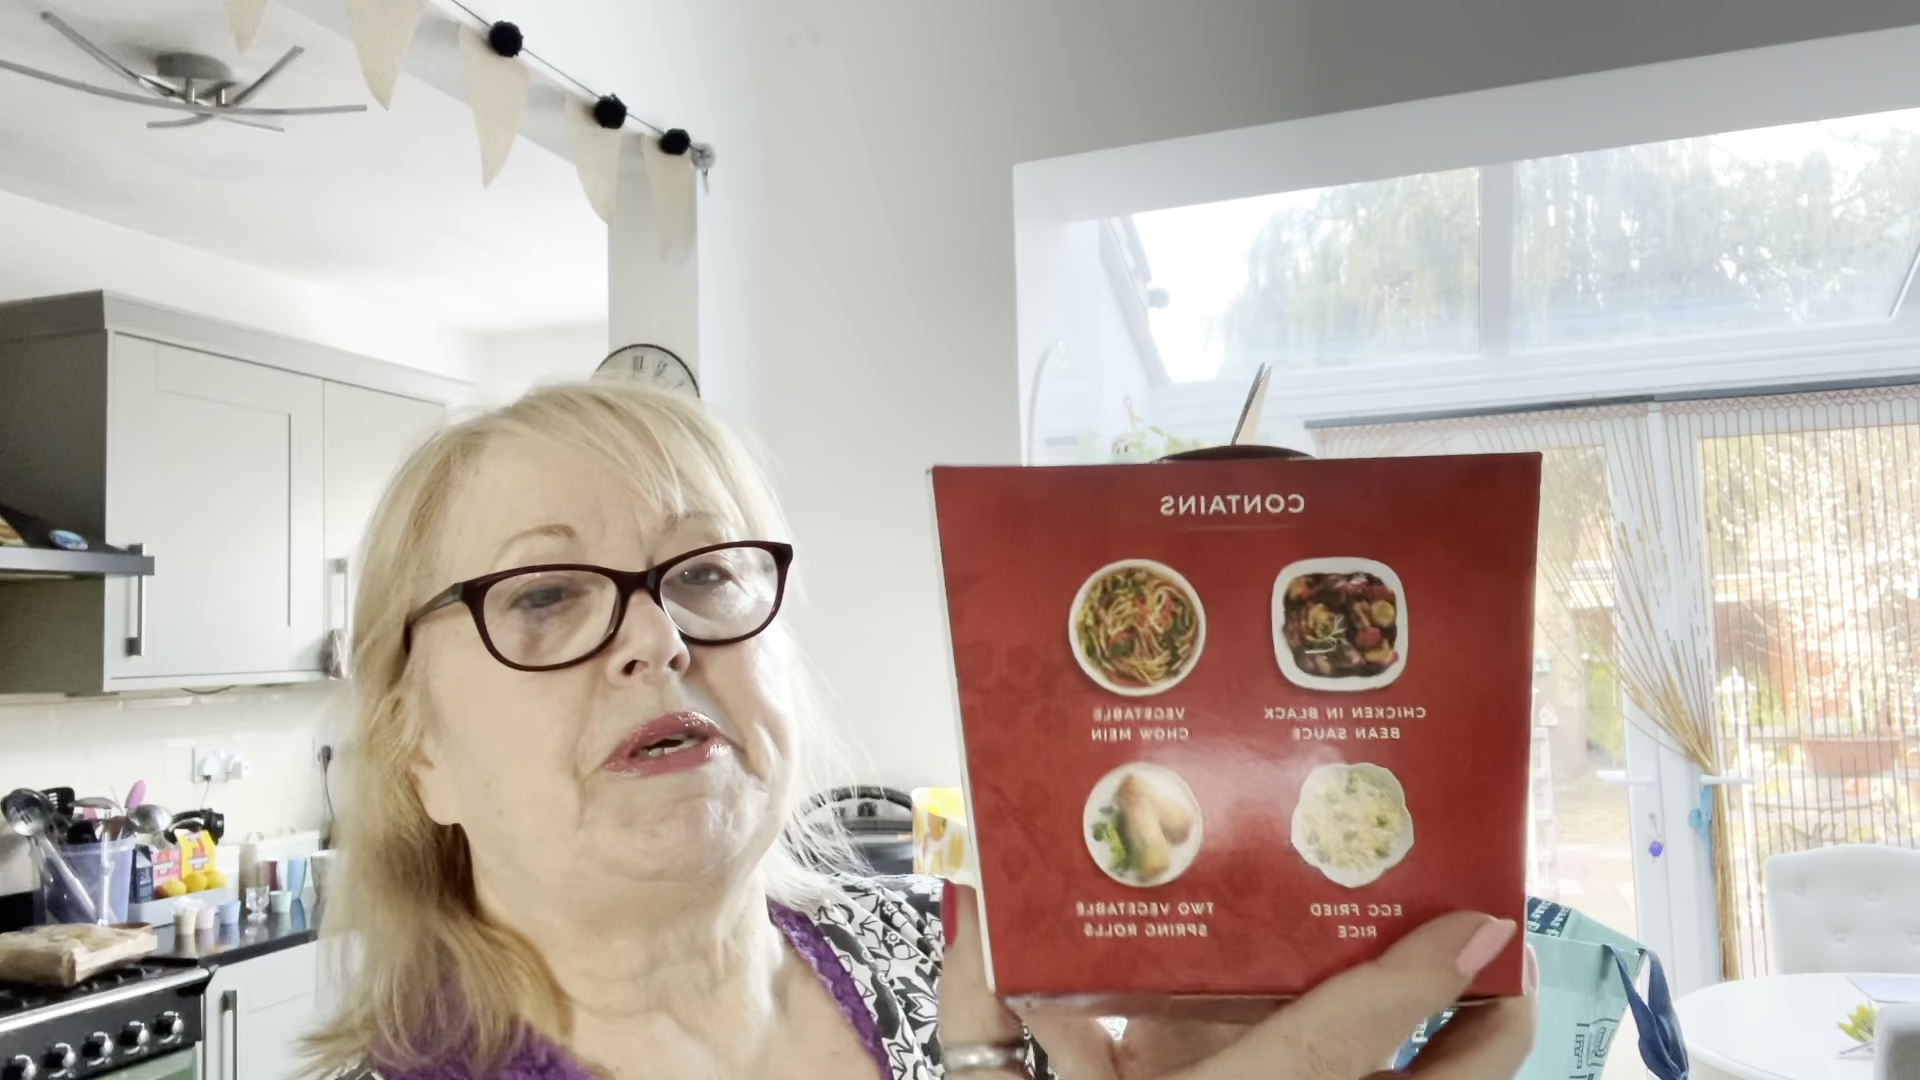 CONTAINS
VEGETABLE
CHOW MEIN
CHICKEN IN BLACK
BEAN SAUCE
TWO VEGETABLE
SPRING ROLLS
EGG FRIED
RICE